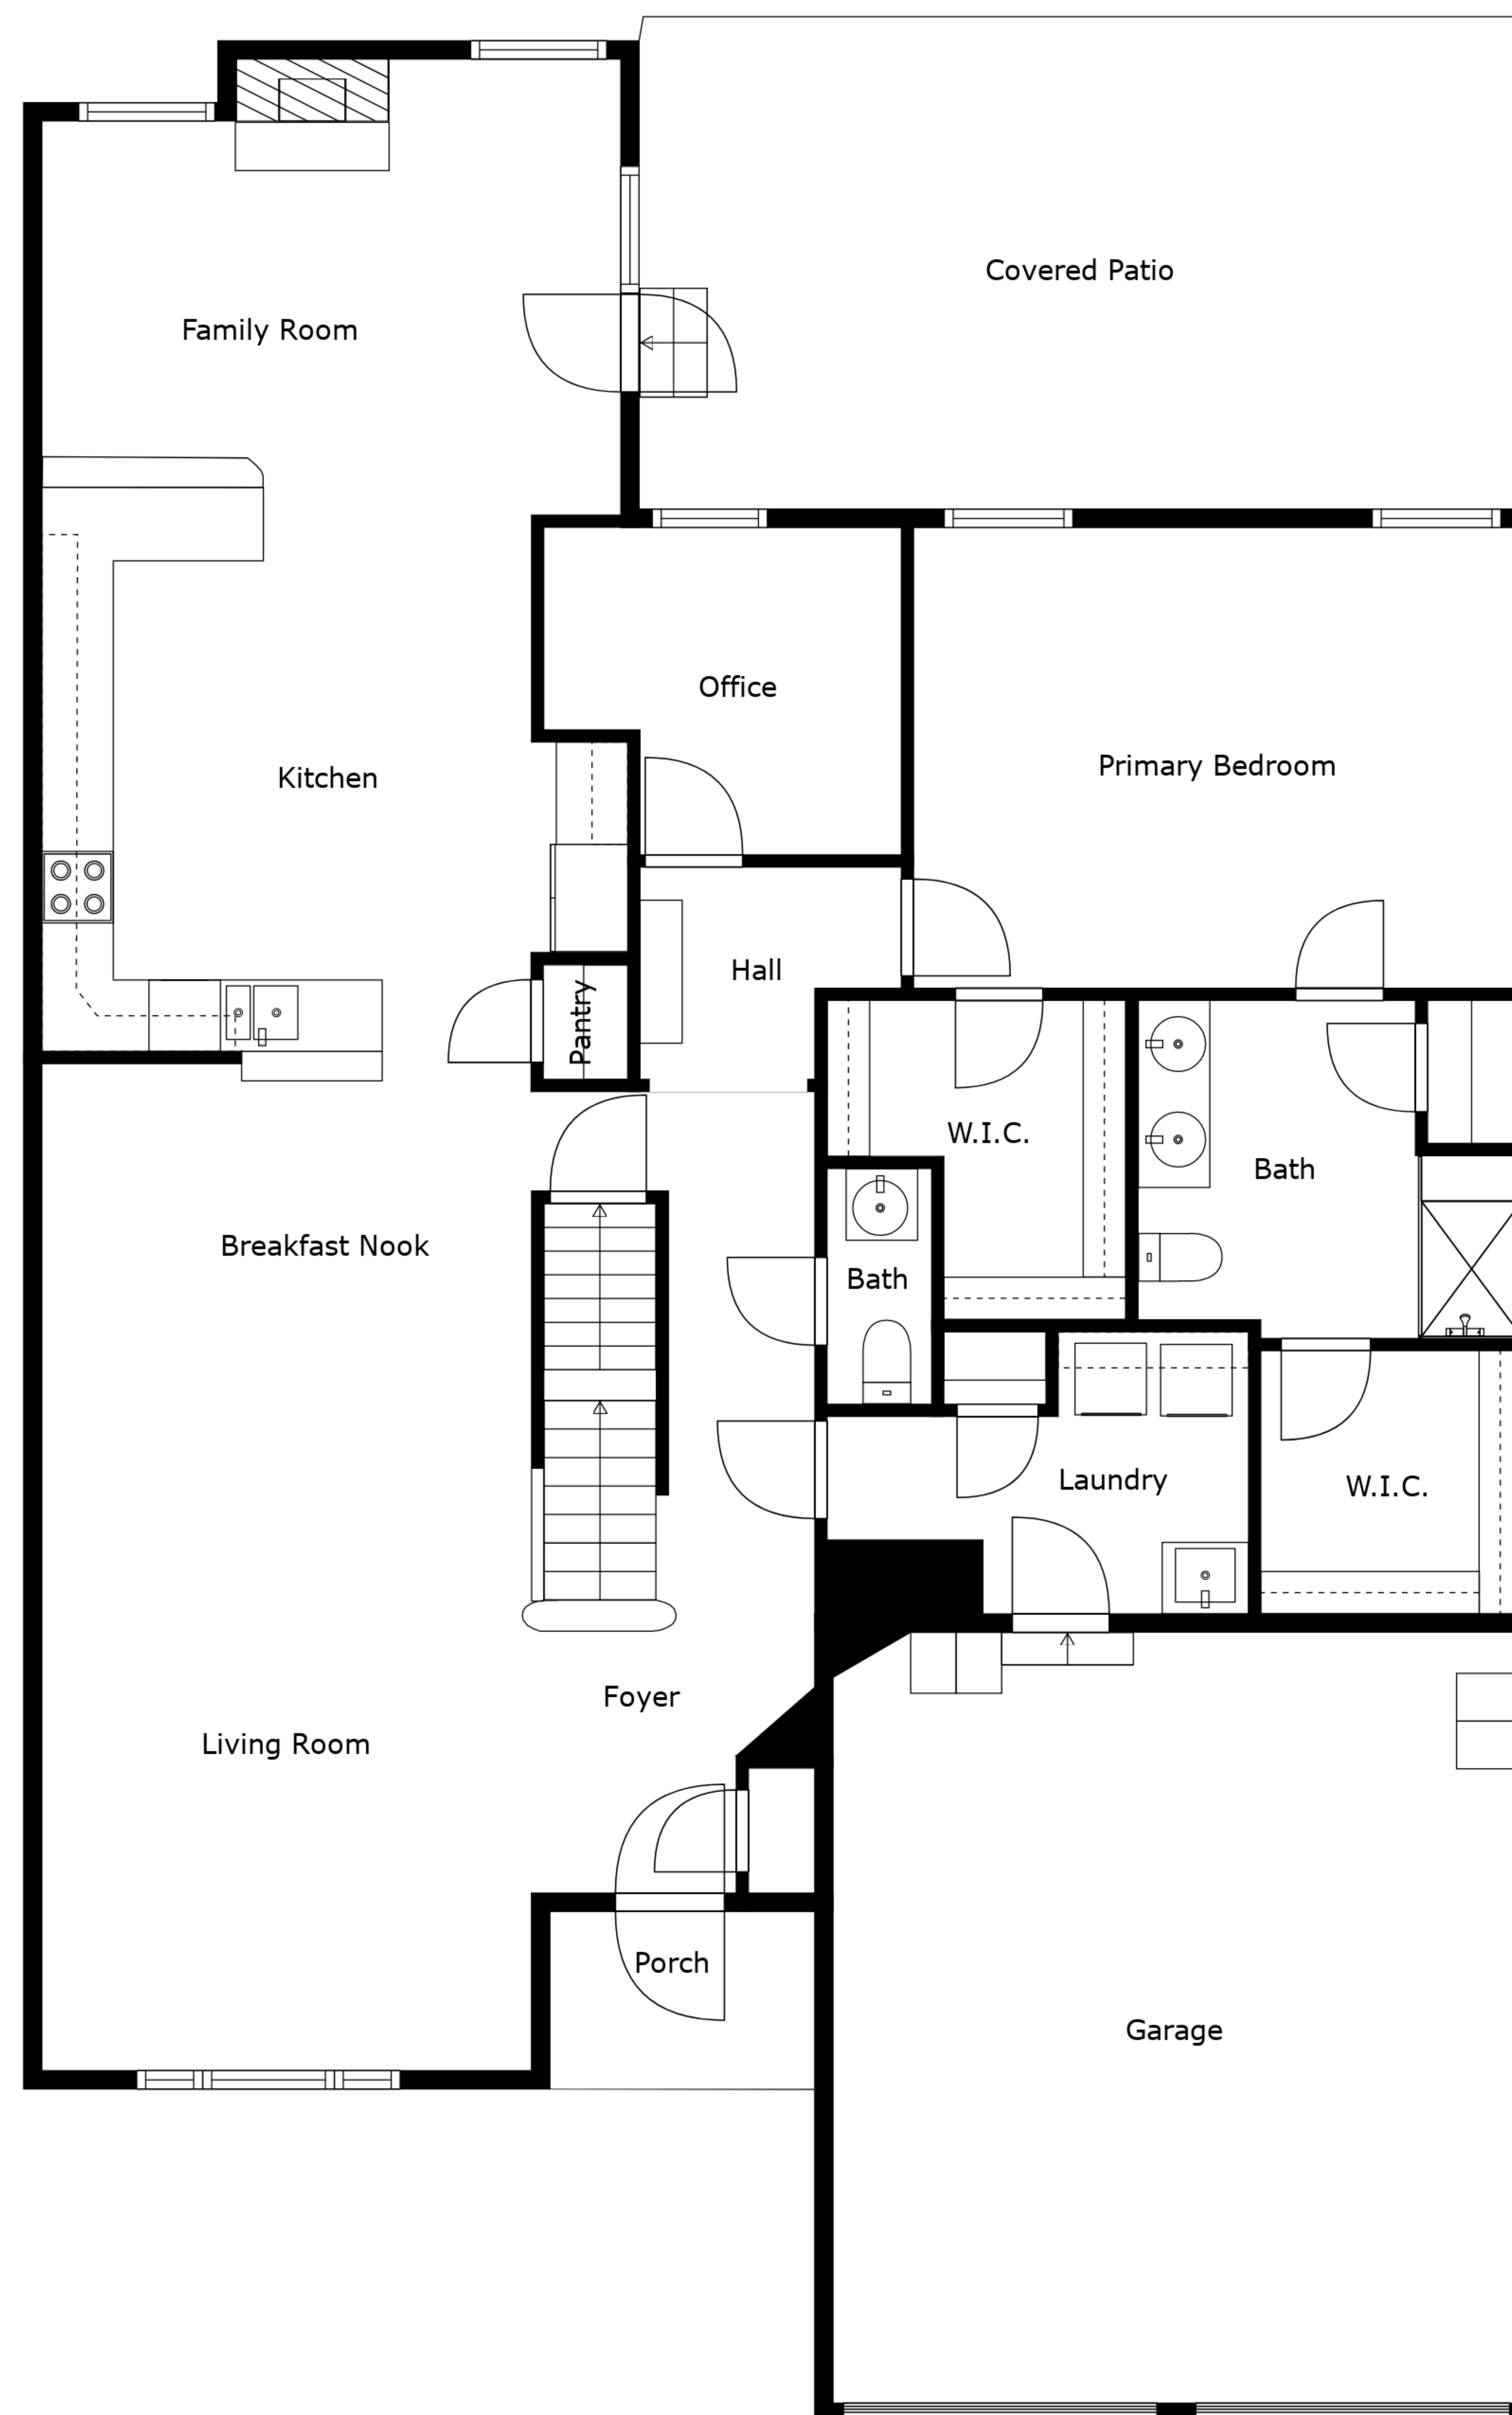 Covered Patio
Family Room
Office
Primary Bedroom
Kitchen
Hall
Pantry
W.I.C.
Bath
Breakfast Nook
Bath
Laundry
W.I.C.
Foyer
Living Room
Porch
Garage